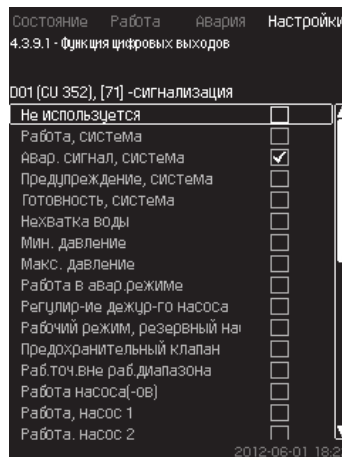 Состояние Работа Авария Настройки
4.3.9.1 - Функция цифровых выходов
DO1 (CU 352), [71] -сигнализация
Не используется
Работа, система
Авар. сигнал, система
Предупреждение, система
Готовность, система
Нехватка воды
Мин. давление
Макс. давление
Работа в авар.режиме
Регулир-ие дежур-го насоса
Рабочий режим, резервный
Предохранительный клапан
Раб.точ.вне раб.диапазона
Работа насоса(-ов)
Работа, насос 1
Работа. насос 2
2012-06-01 18:2